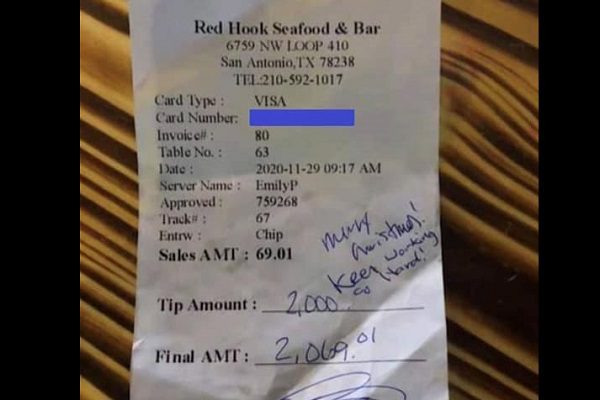 Red Hook Seafood & Bar
6759 NW LOOP 410
San Antonio,TX 78238
TEL:210-592-1017
Card Type : VISA
Card Number:
Invoice# : 80
Table No. : 63
Date : 2020-11-29 09:17 AM
Server Name : EmilyP
Approved : 759268
Track# : 67
Entrw : Chip
Sales AMT : 69.01
Merry
Christmas!
Keep working
so hard!
Tip Amount : 2,000.
Final AMT : 2,069.01